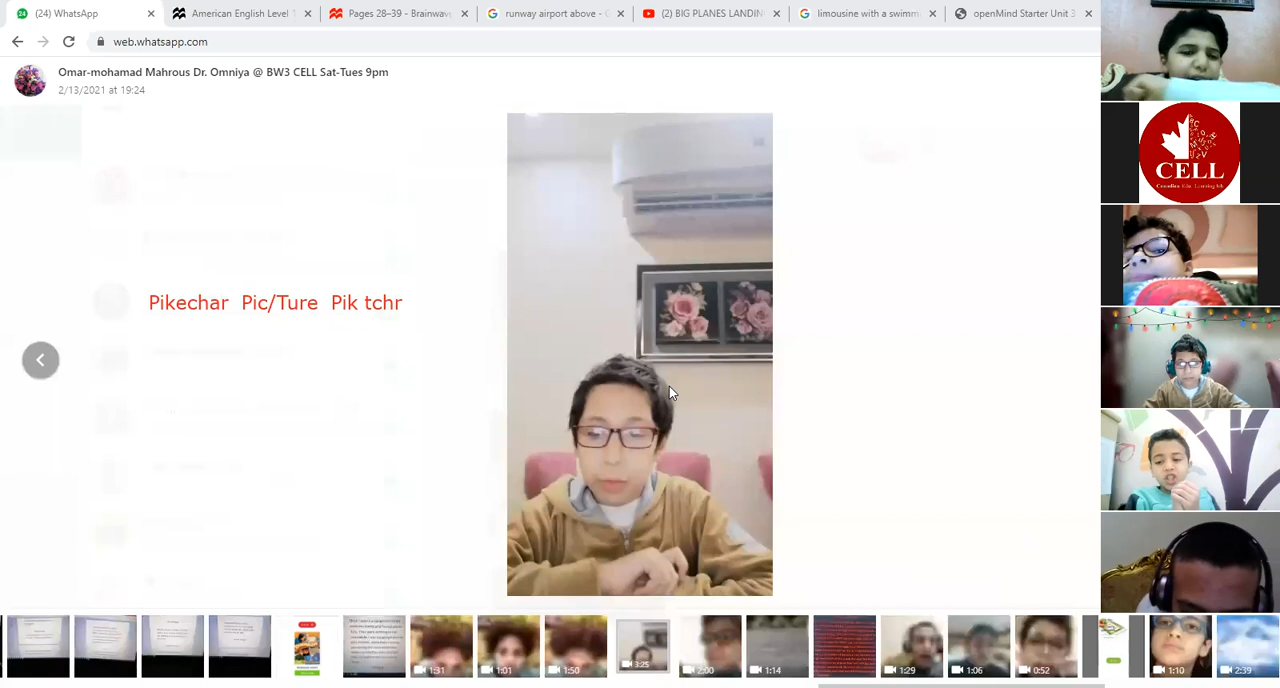 (24) WhatsApp
American English Level 1
Pages 28–39 - Brainwav
runway airport above - G
(2) BIG PLANES LANDIN
limousine with a swimm
openMind Starter Unit 3
web.whatsapp.com
Omar-mohamad Mahrous Dr. Omniya @ BW3 CELL Sat-Tues 9pm
2/13/2021 at 19:24
CELL
Pikechar Pic/Ture Pik tchr
1:31
1:01
1:50
3:25
2:00
1:14
1:29
1:06
0:52
1:10
2:39